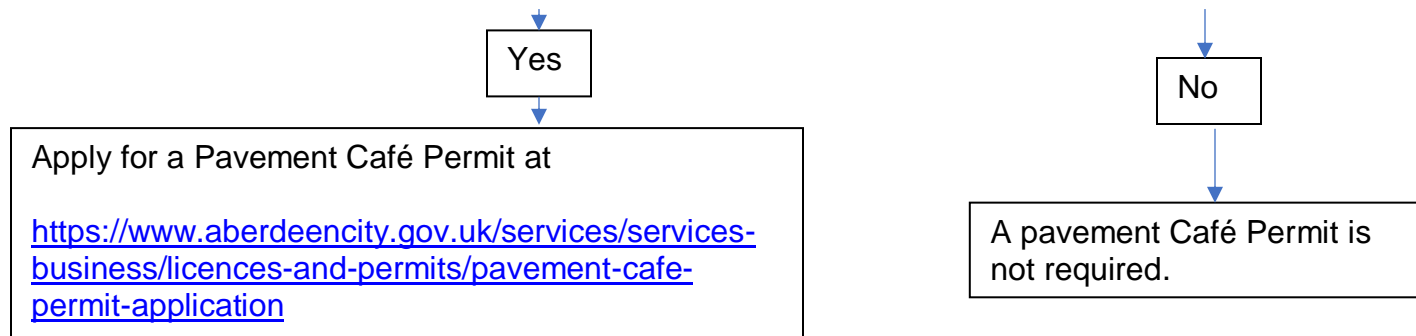 Yes
Apply for a Pavement Café Permit at
https://www.aberdeencity.gov.uk/services/services-
business/licences-and-permits/pavement-cafe-
permit-application
No
A pavement Café Permit is
not required.